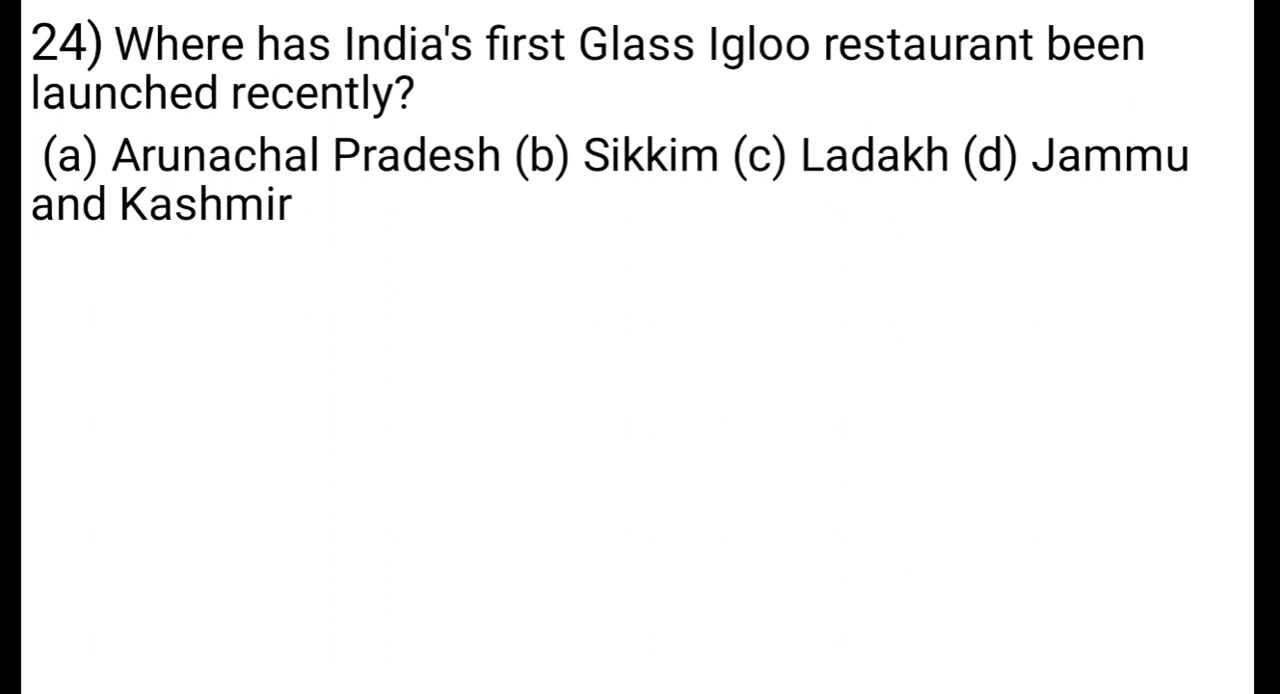 24) Where has India's first Glass Igloo restaurant been
launched recently?
(a) Arunachal Pradesh (b) Sikkim (c) Ladakh (d) Jammu
and Kashmir